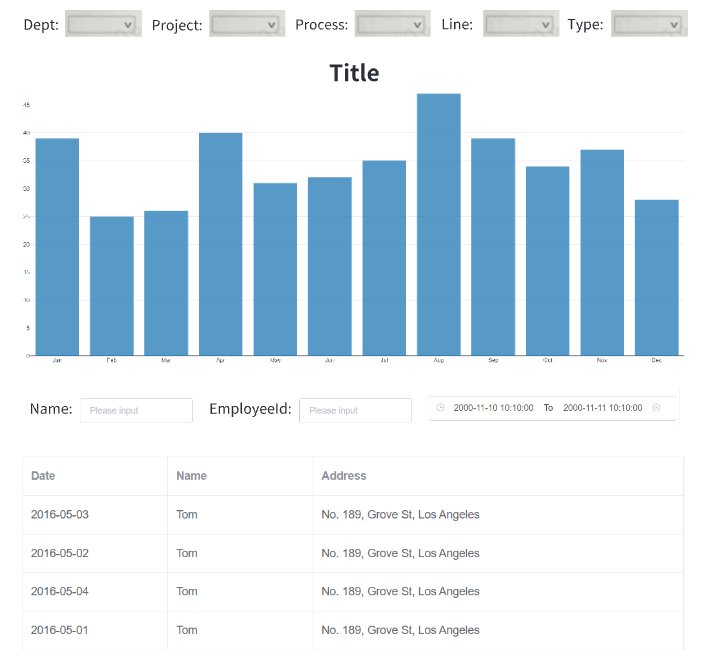 Dept: Project: Process: Line: Type:
Title
45
40
35
30
25
20
15
10
5
0
Jan Feb Mar Apr May Jun Jul Aug Sep Oct Nov Dec
Name: Please input EmployeeId: Please input 2000-11-10 10:10:00 To 2000-11-11 10:10:00
Date Name Address
2016-05-03 Tom No. 189, Grove St, Los Angeles
2016-05-02 Tom No. 189, Grove St, Los Angeles
2016-05-04 Tom No. 189, Grove St, Los Angeles
2016-05-01 Tom No. 189, Grove St, Los Angeles